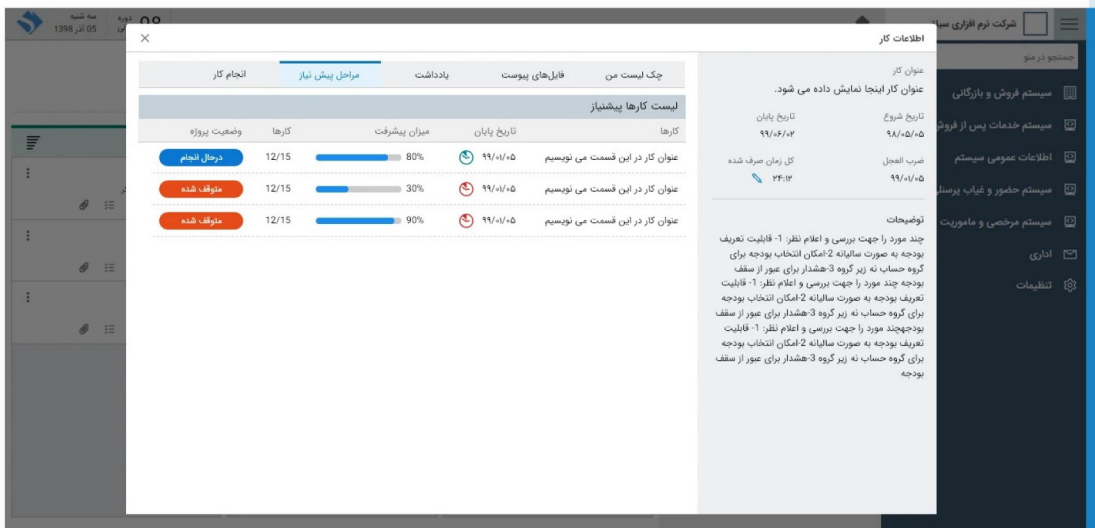 شرکت نرم افزاری
سه شنبه
05 آذر 1398
دوره
98
جستجو در منو
سیستم فروش و بازرگانی
سیستم خدمات پس از فروش
اطلاعات عمومی سیستم
سیستم حضور و غیاب پرسنلی
سیستم مرخصی و ماموریت
اداری
تنظیمات
اطلاعات کار
عنوان کار
عنوان کار اینجا نمایش داده می شود.
تاریخ شروع تاریخ پایان
۹۸/۰۵/۰۵ ۹۹/۰۶/۰۲
ضرب العجل کل زمان صرف شده
۹۹/۰۱/۰۵ ۲۴:۱۲
توضیحات
چند مورد را جهت بررسی و اعلام نظر: 1- قابلیت تعریف
بودجه به صورت سالیانه 2-امکان انتخاب بودجه برای
گروه حساب نه زیر گروه 3-هشدار برای عبور از سقف
بودجه چند مورد را جهت بررسی و اعلام نظر: 1- قابلیت
تعریف بودجه به صورت سالیانه 2-امکان انتخاب بودجه
برای گروه حساب نه زیر گروه 3-هشدار برای عبور از سقف
بودجهچند مورد را جهت بررسی و اعلام نظر: 1- قابلیت
تعریف بودجه به صورت سالیانه 2-امکان انتخاب بودجه
برای گروه حساب نه زیر گروه 3-هشدار برای عبور از سقف
بودجه
چک لیست من فایل‌های پیوست یادداشت مراحل پیش نیاز انجام کار
لیست کارها پیشنیاز
کارها تاریخ پایان میزان پیشرفت کارها وضعیت پروژه
عنوان کار در این قسمت می نویسیم ۹۹/۰۱/۰۵ 80% 12/15 درحال انجام
عنوان کار در این قسمت می نویسیم ۹۹/۰۱/۰۵ 30% 12/15 متوقف شده
عنوان کار در این قسمت می نویسیم ۹۹/۰۱/۰۵ 90% 12/15 متوقف شده